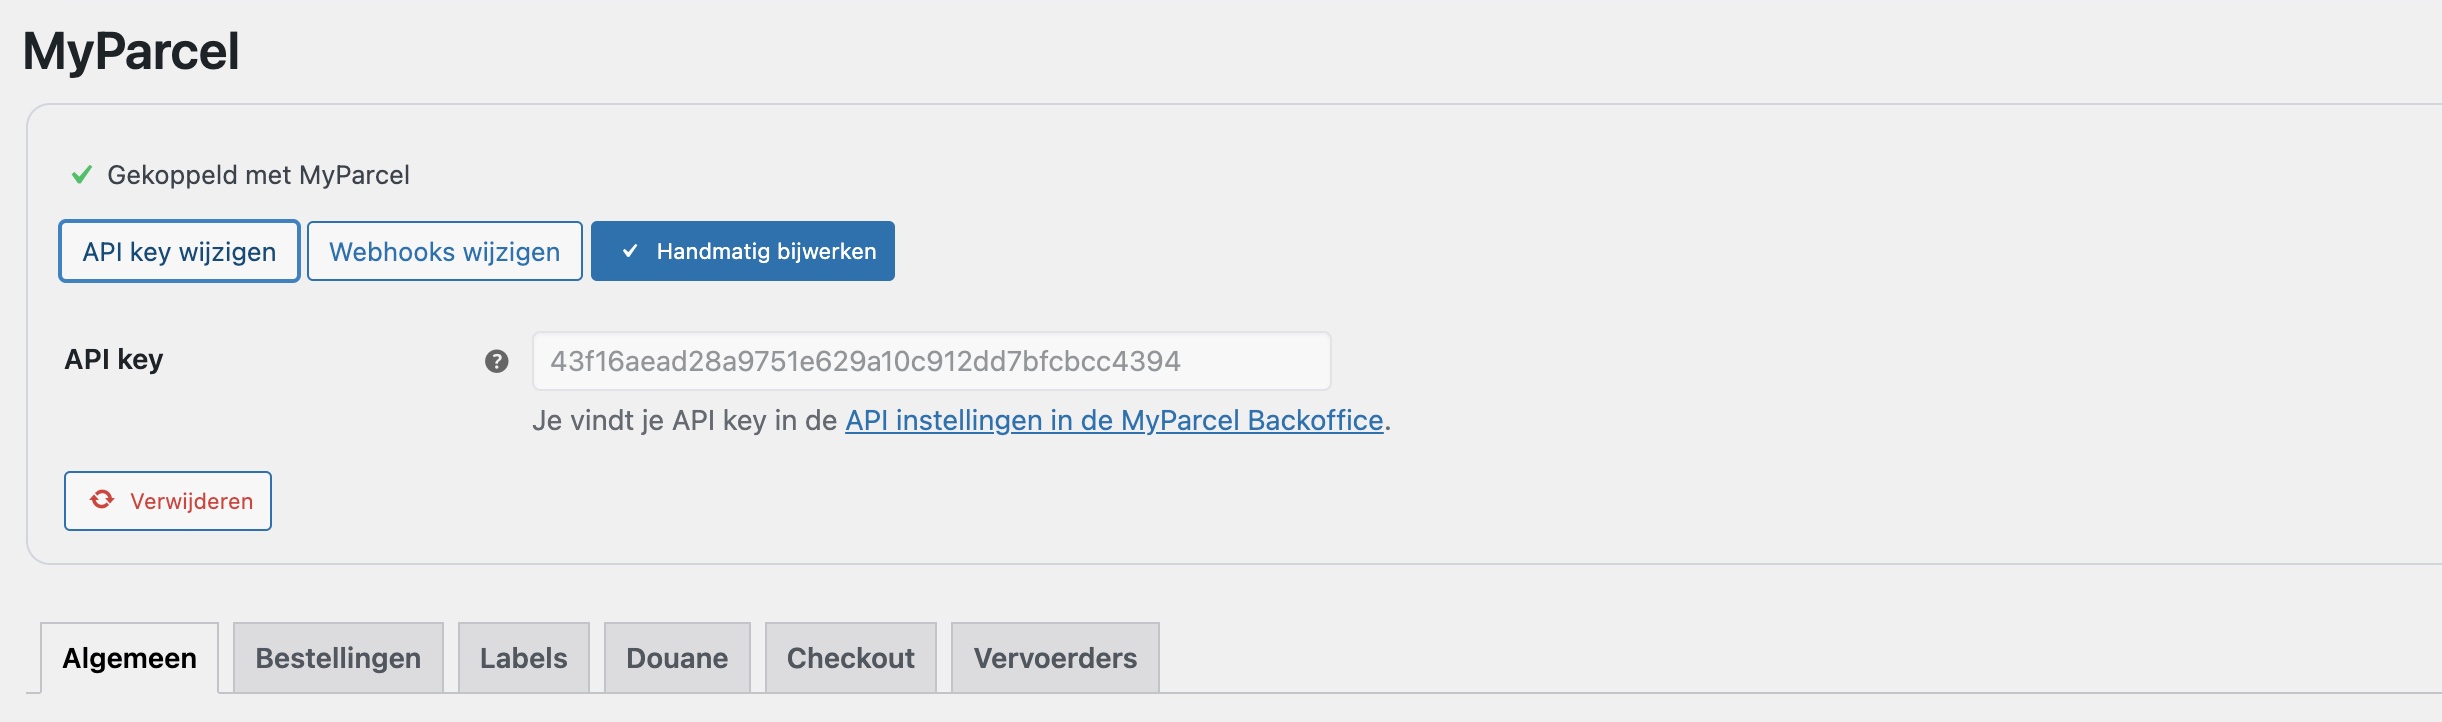 MyParcel
Gekoppeld met MyParcel
API key wijzigen Webhooks wijzigen Handmatig bijwerken
API key 43f16aead28a9751e629a10c912dd7bfcbcc4394
Je vindt je API key in de API instellingen in de MyParcel Backoffice.
Verwijderen
Algemeen Bestellingen Labels Douane Checkout Vervoerders